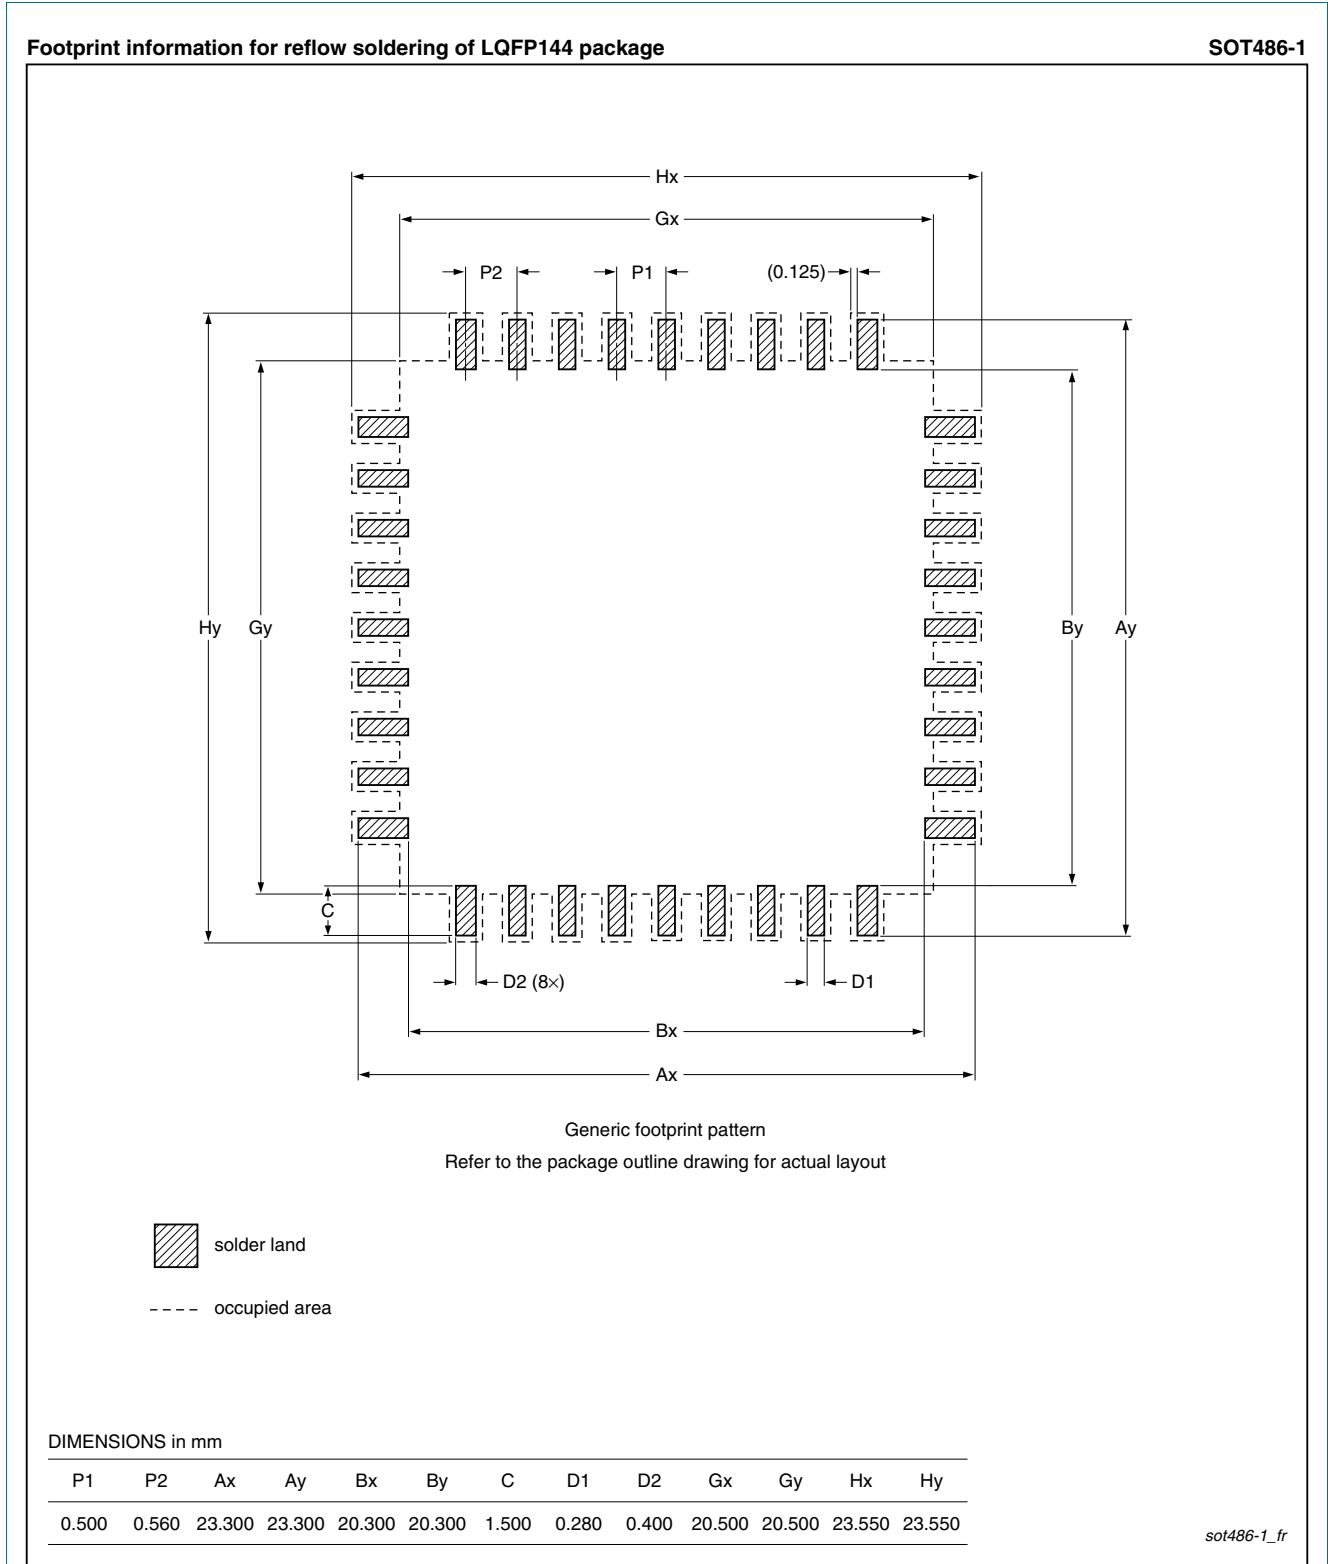 Footprint information for reflow soldering of LQFP144 package SOT486-1
Hx
Gx
P2 P1 (0.125)
Hy Gy By Ay
C
D2 (8×) D1
Bx
Ax
Generic footprint pattern
Refer to the package outline drawing for actual layout
solder land
occupied area
DIMENSIONS in mm
P1 P2 Ax Ay Bx By C D1 D2 Gx Gy Hx Hy
0.500 0.560 23.300 23.300 20.300 20.300 1.500 0.280 0.400 20.500 20.500 23.550 23.550
sot486-1_fr